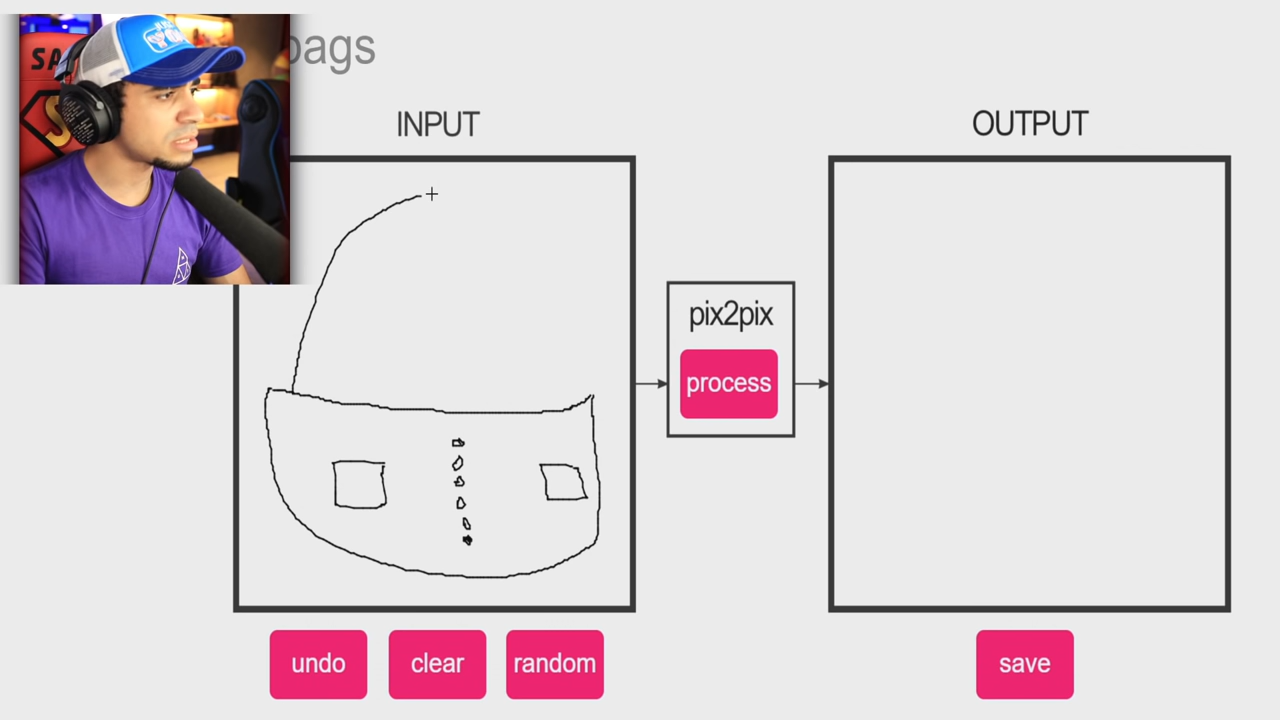 bags
INPUT
OUTPUT
pix2pix
process
undo
clear
random
save